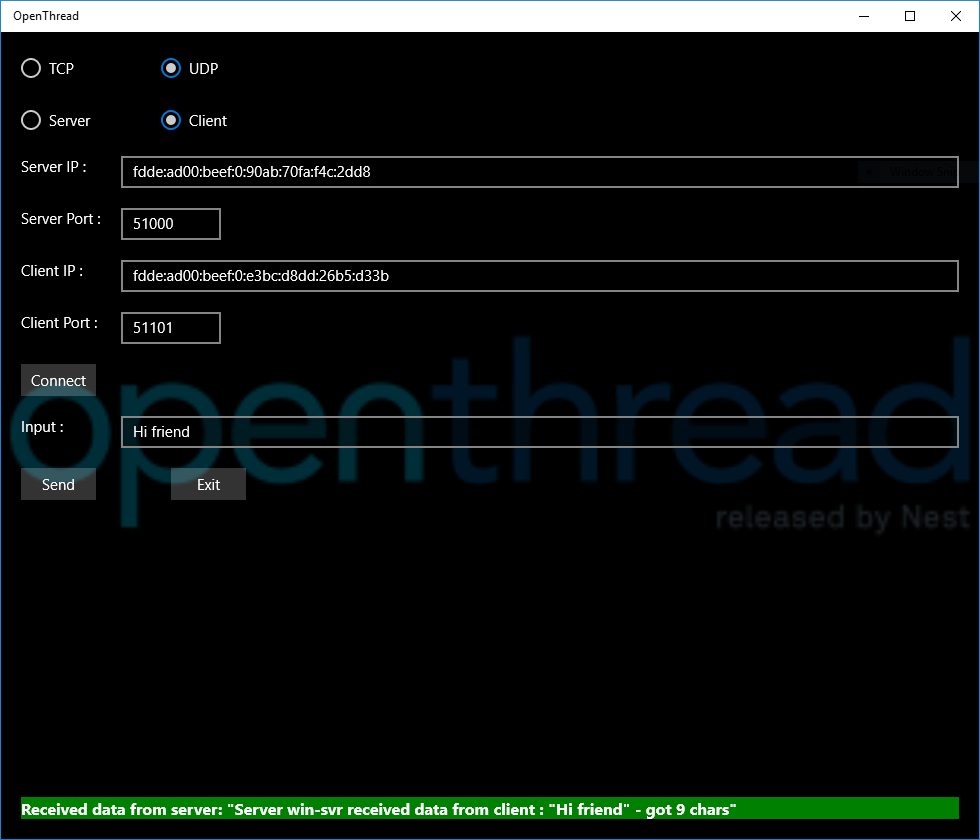 OpenThread
TCP UDP
Server Client
Server IP : fdde:ad00:beef:0:90ab:70fa:f4c:2dd8
Server Port : 51000
Client IP : fdde:ad00:beef:0:e3bc:d8dd:26b5:d33b
Client Port : 51101
Connect
openthread
Input : Hi friend
Send Exit
released by Nest
Received data from server: "Server win-svr received data from client : "Hi friend" - got 9 chars"